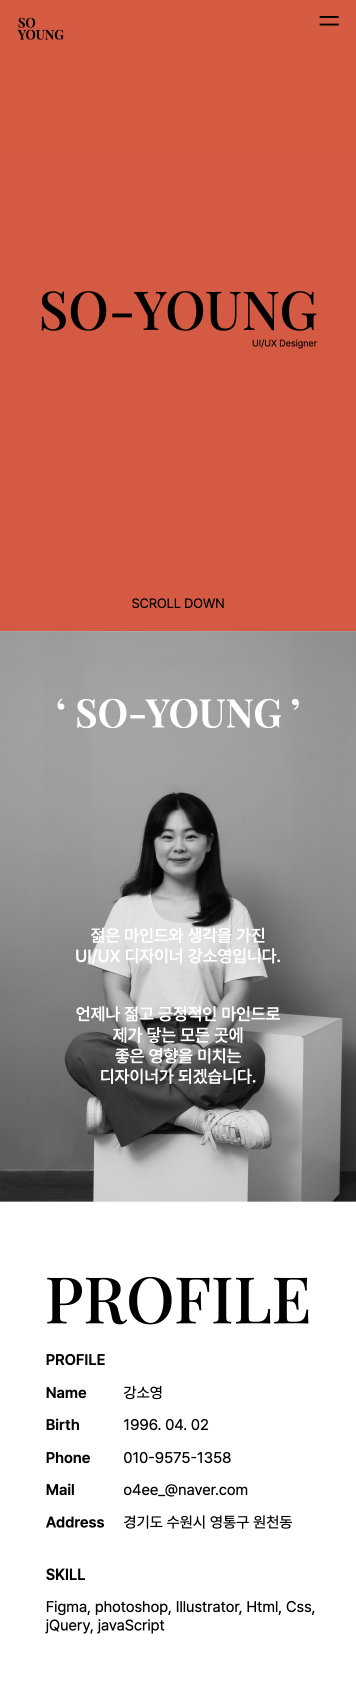 SO
YOUNG
SO-YOUNG
UI/UX Designer
SCROLL DOWN
‘ SO-YOUNG ’
젊은 마인드와 생각을 가진
UI/UX 디자이너 강소영입니다.
언제나 젊고 긍정적인 마인드로
제가 닿는 모든 곳에
좋은 영향을 미치는
디자이너가 되겠습니다.
PROFILE
PROFILE
Name 강소영
Birth 1996. 04. 02
Phone 010-9575-1358
Mail o4ee_@naver.com
Address 경기도 수원시 영통구 원천동
SKILL
Figma, photoshop, Illustrator, Html, Css,
jQuery, javaScript